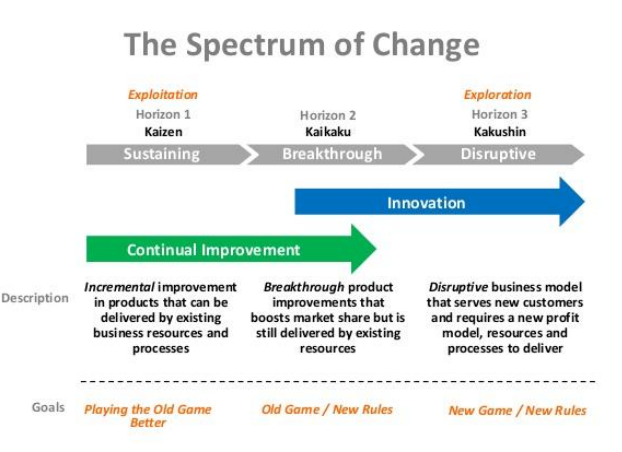 The Spectrum of Change
Exploitation
Exploration
Horizon 1
Horizon 2
Horizon 3
Kaizen
Kaikaku
Kakushin
Sustaining
Breakthrough
Disruptive
Innovation
Continual Improvement
Description
Incremental improvement
in products that can be
delivered by existing
business resources and
processes
Breakthrough product
improvements that
boosts market share but is
still delivered by existing
resources
Disruptive business model
that serves new customers
and requires a new profit
model, resources and
processes to deliver
Goals
Playing the Old Game
Better
Old Game / New Rules
New Game / New Rules